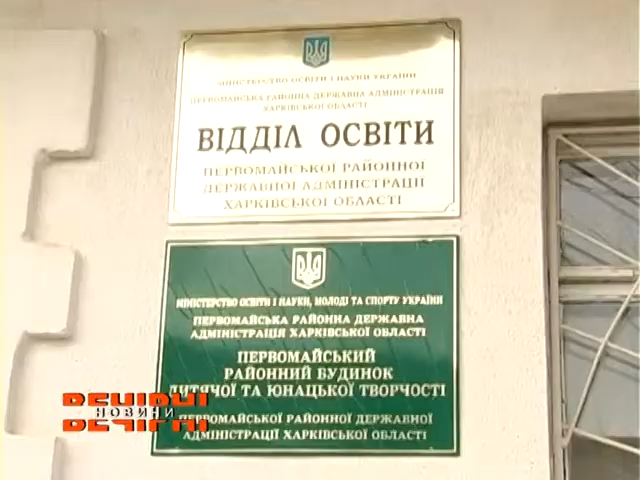 МІНІСТЕРСТВО ОСВІТИ І НАУКИ УКРАЇНИ
ПЕРВОМАЙСЬКА РАЙОННА ДЕРЖАВНА АДМІНІСТРАЦІЯ
ХАРКІВСЬКОЇ ОБЛАСТІ
ВІДДІЛ ОСВІТИ
ПЕРВОМАЙСЬКОЇ РАЙОННОЇ
ДЕРЖАВНОЇ АДМІНІСТРАЦІЇ
ХАРКІВСЬКОЇ ОБЛАСТІ
МІНІСТЕРСТВО ОСВІТИ І НАУКИ, МОЛОДІ ТА СПОРТУ УКРАЇНИ
ПЕРВОМАЙСЬКА РАЙОННА ДЕРЖАВНА
АДМІНІСТРАЦІЯ ХАРКІВСЬКОЇ ОБЛАСТІ
ПЕРВОМАЙСЬКИЙ
РАЙОННИЙ БУДИНОК
ДИТЯЧОЇ ТА ЮНАЦЬКОЇ ТВОРЧОСТІ
ПЕРВОМАЙСЬКОЇ РАЙОННОЇ ДЕРЖАВНОЇ
АДМІНІСТРАЦІЇ ХАРКІВСЬКОЇ ОБЛАСТІ
ВЕЧІРНІ
НОВИНИ
ВЕЧІРНІ